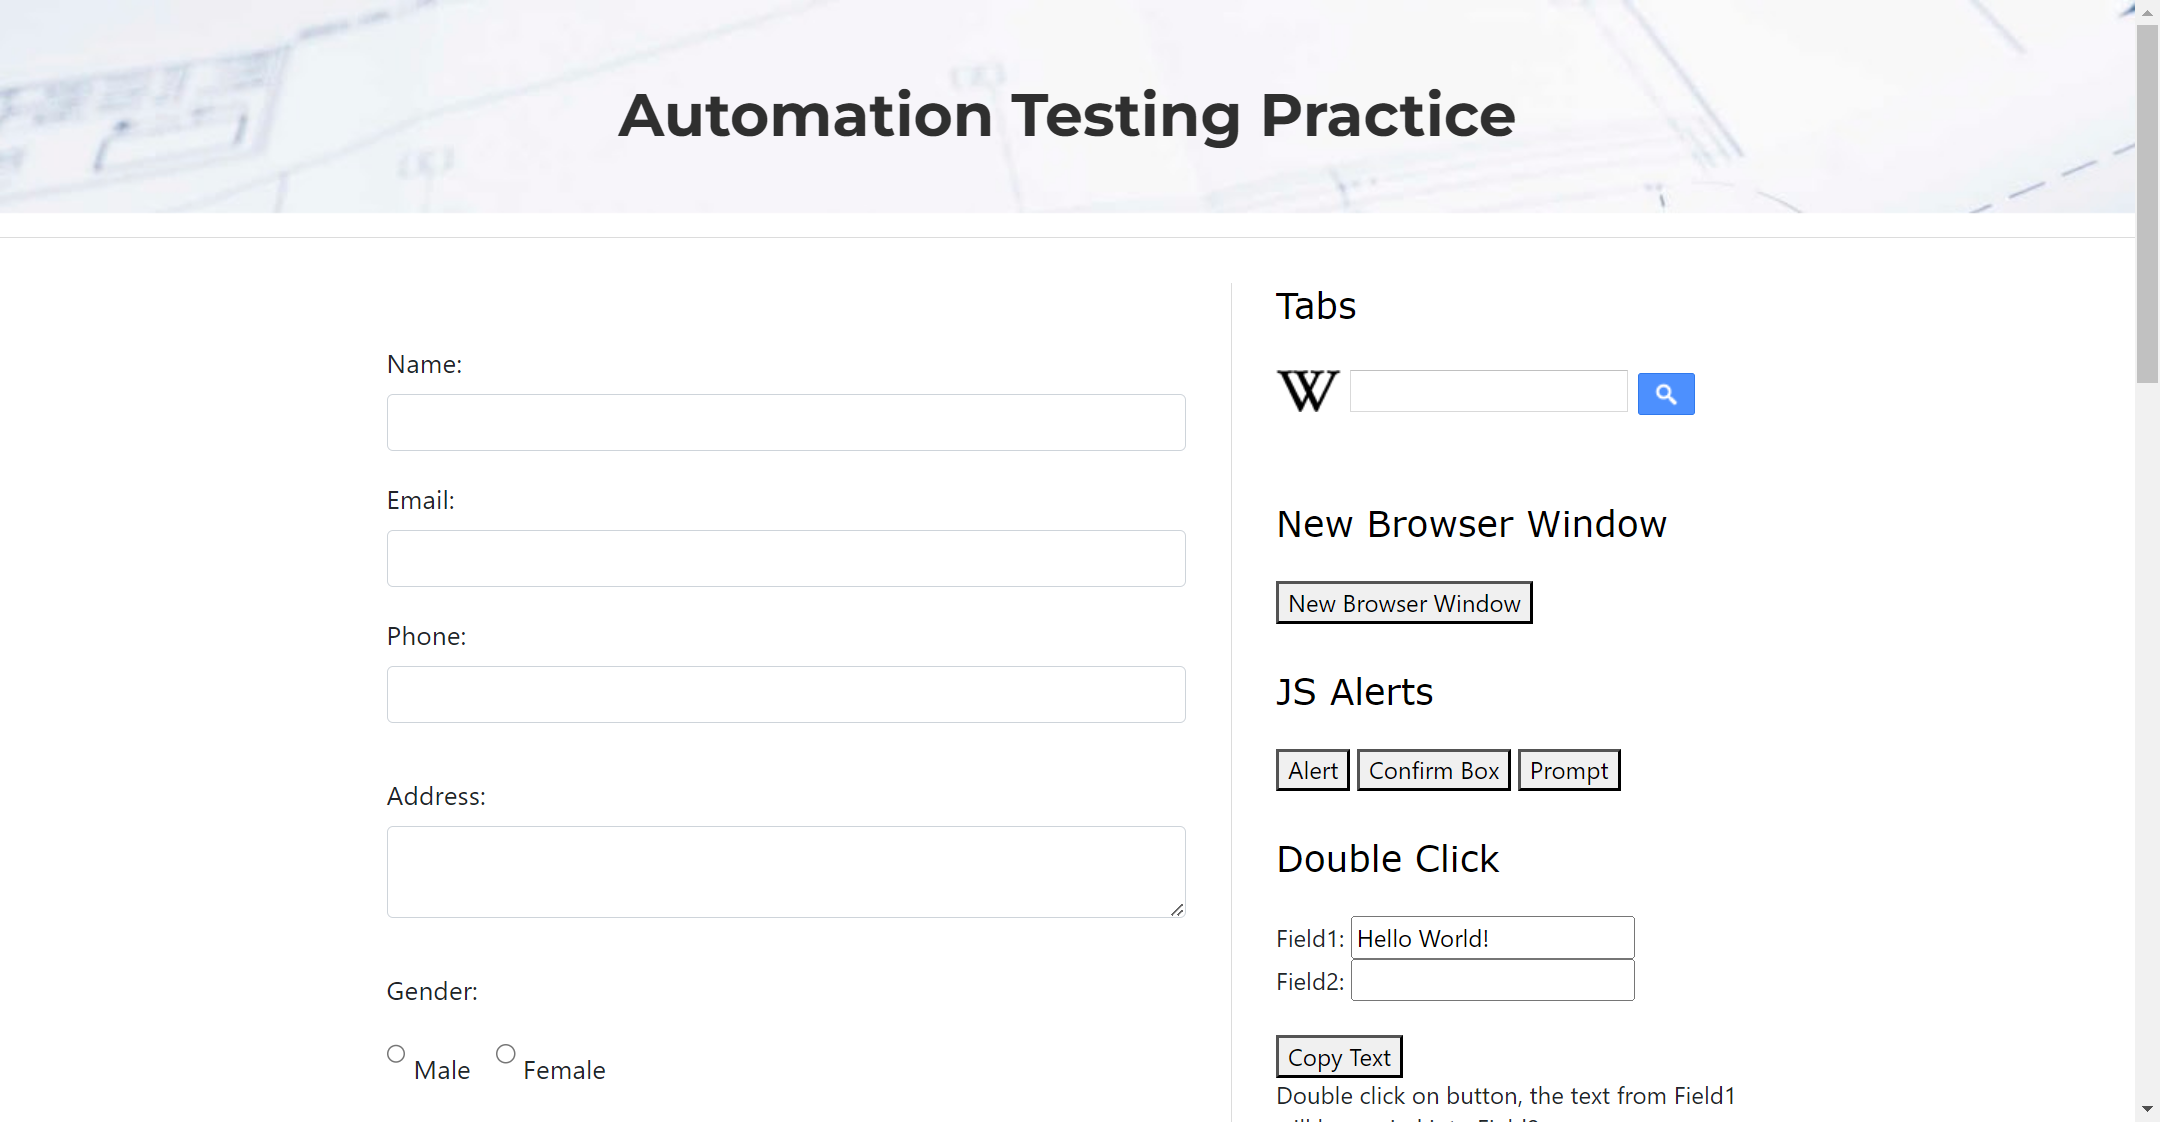 Automation Testing Practice
Name:
Email:
Phone:
Address:
Gender:
Male Female
Tabs
W
New Browser Window
New Browser Window
JS Alerts
Alert Confirm Box Prompt
Double Click
Field1: Hello World!
Field2:
Copy Text
Double click on button, the text from Field1